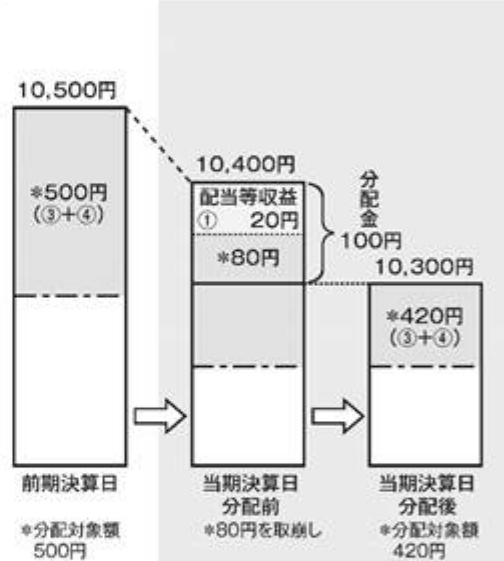 10,500円
*500円
(③+④)
10,400円
配当等収益
① 20円
*80円
分配金
100円
10,300円
*420円
(③+④)
前期決算日
*分配対象額
500円
当期決算日
分配前
*80円を取崩し
当期決算日
分配後
*分配対象額
420円